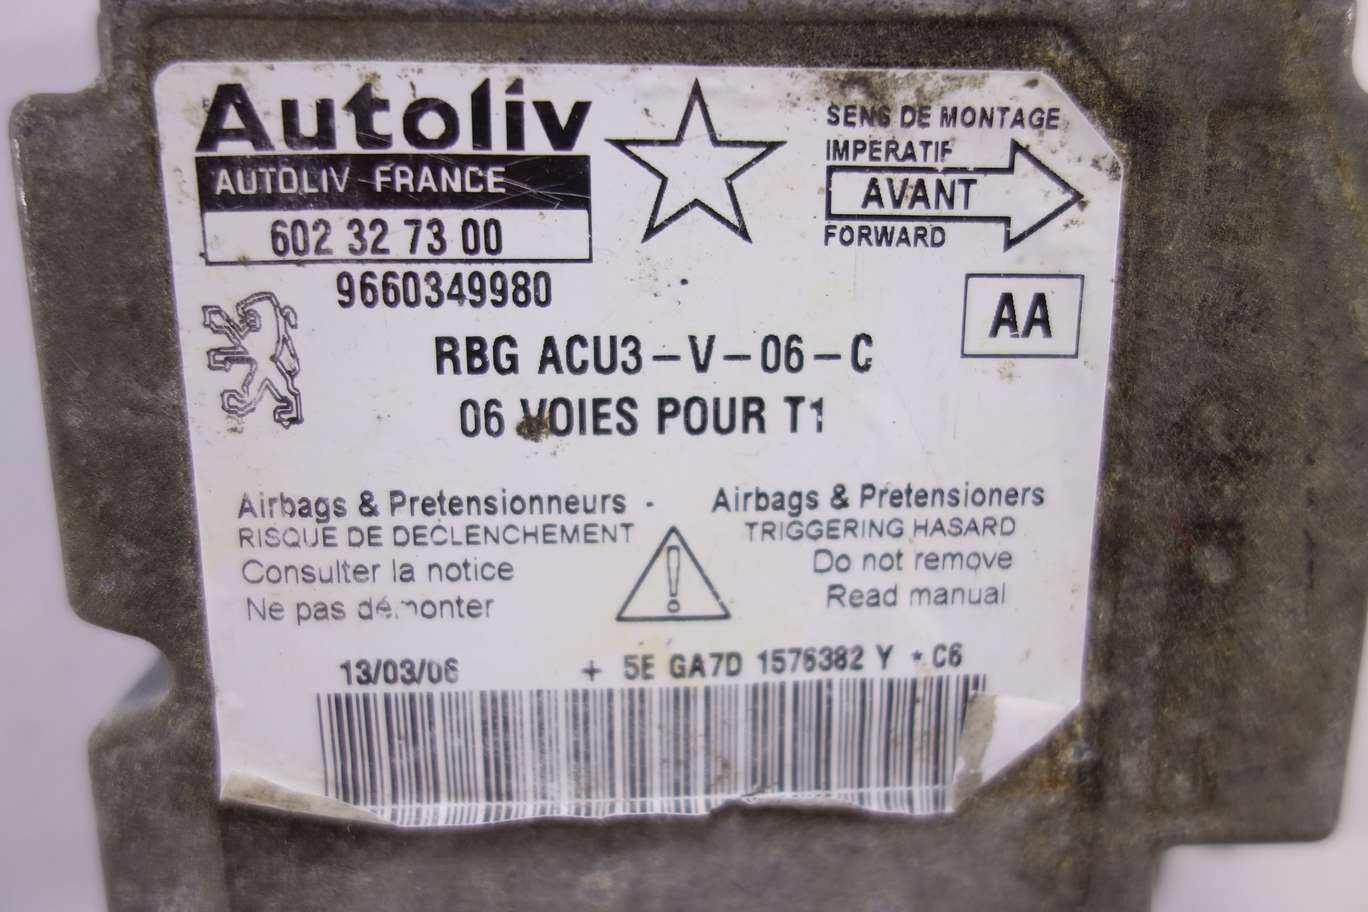 Autoliv
AUTOLIV FRANCE
602 32 73 00
9660349980
SENS DE MONTAGE
IMPERATIF
AVANT
FORWARD
AA
RBG ACU3-V-06-C
06 VOIES POUR T1
Airbags & Pretensionneurs -
RISQUE DE DECLENCHEMENT
Consulter la notice
Ne pas démonter
Airbags & Pretensioners
TRIGGERING HASARD
Do not remove
Read manual
!
13/03/06
+ 5E GA7D 1576382 Y * C6